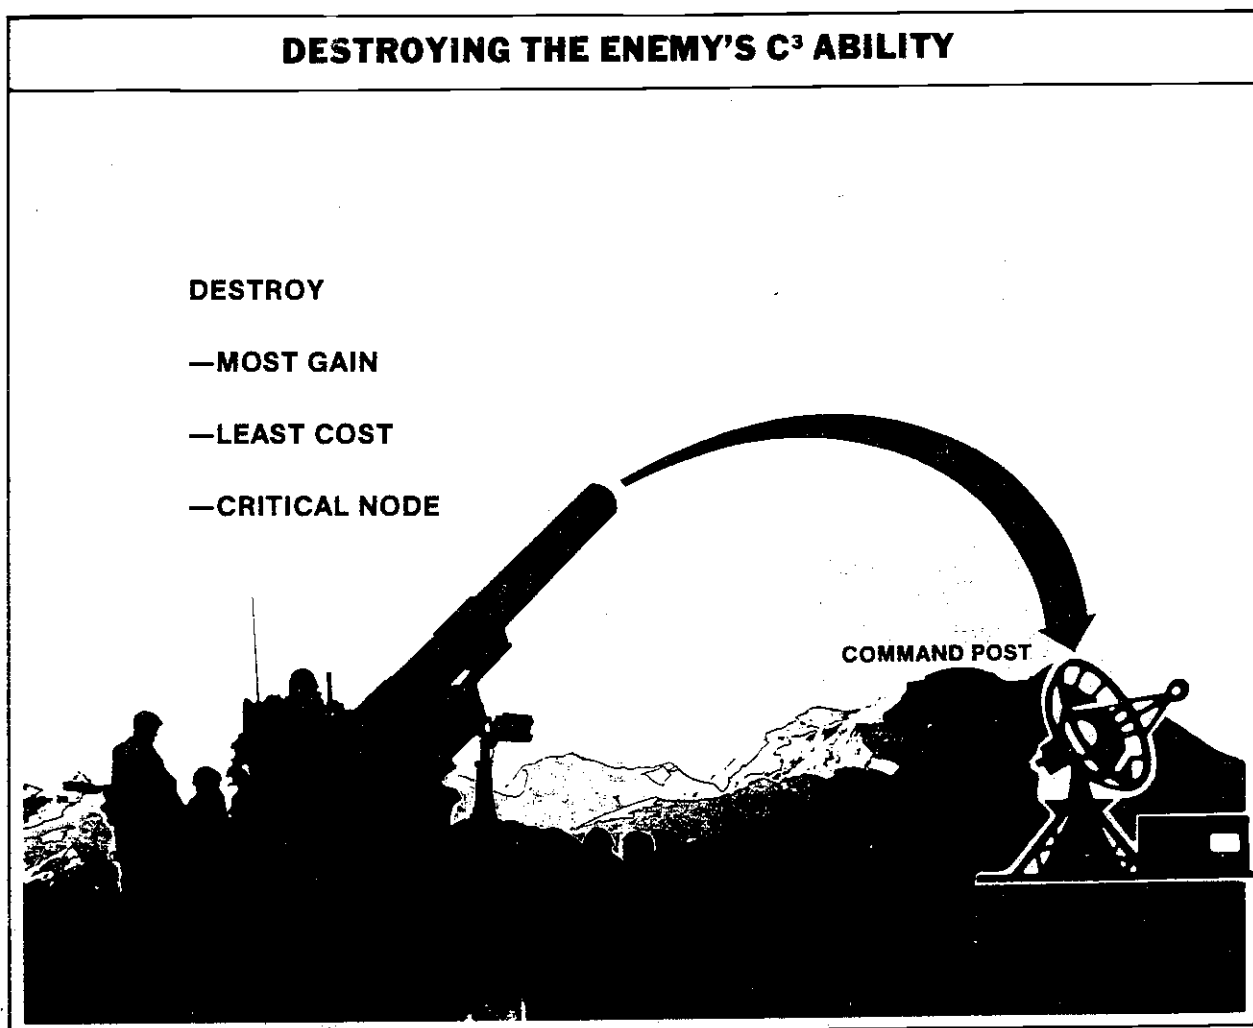 DESTROYING THE ENEMY'S C³ ABILITY
DESTROY
—MOST GAIN
—LEAST COST
—CRITICAL NODE
COMMAND POST